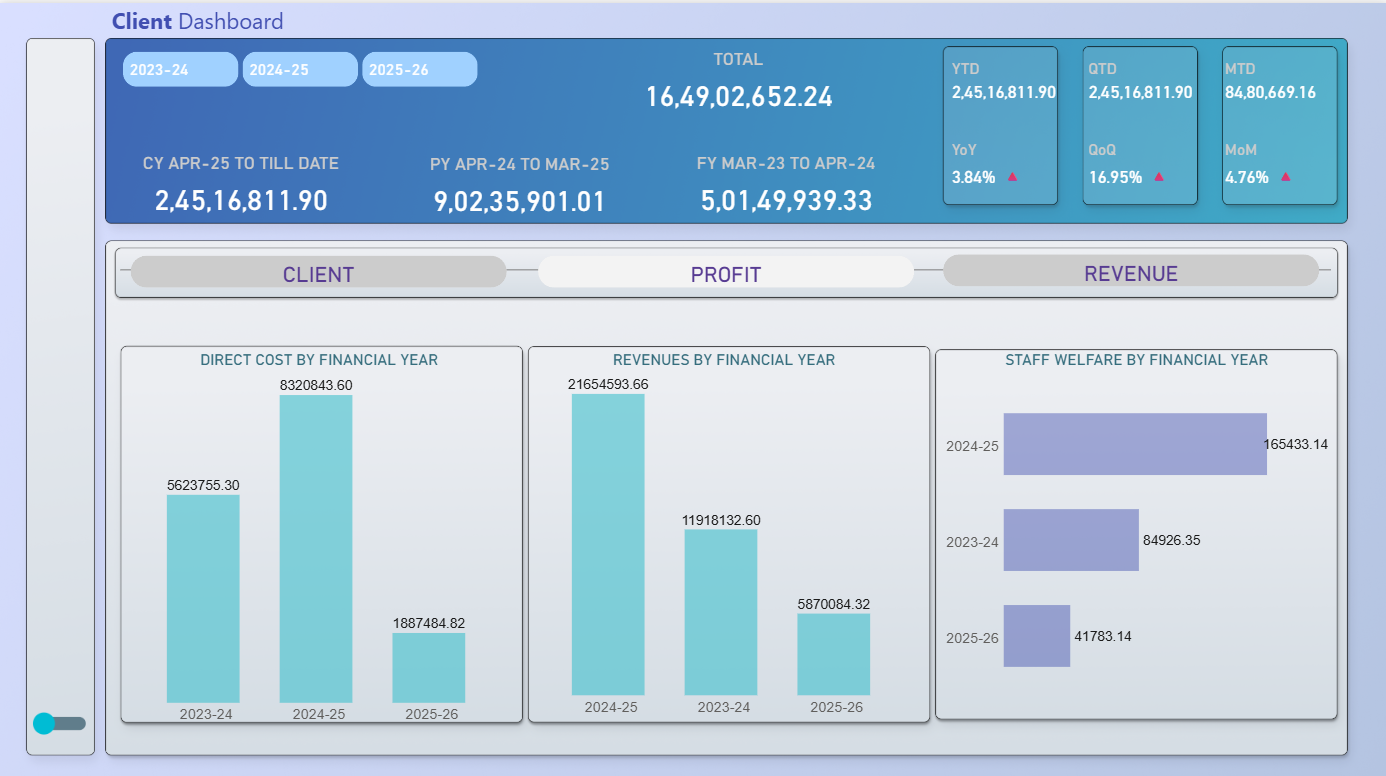 Client Dashboard
2023-24
2024-25
2025-26
TOTAL
16,49,02,652.24
CY APR-25 TO TILL DATE
2,45,16,811.90
PY APR-24 TO MAR-25
9,02,35,901.01
FY MAR-23 TO APR-24
5,01,49,939.33
YTD
2,45,16,811.90
YoY
3.84%
QTD
2,45,16,811.90
QoQ
16.95%
MTD
84,80,669.16
MoM
4.76%
CLIENT
PROFIT
REVENUE
DIRECT COST BY FINANCIAL YEAR
8320843.60
5623755.30
1887484.82
2023-24
2024-25
2025-26
REVENUES BY FINANCIAL YEAR
21654593.66
11918132.60
5870084.32
2024-25
2023-24
2025-26
STAFF WELFARE BY FINANCIAL YEAR
2024-25
165433.14
2023-24
84926.35
2025-26
41783.14